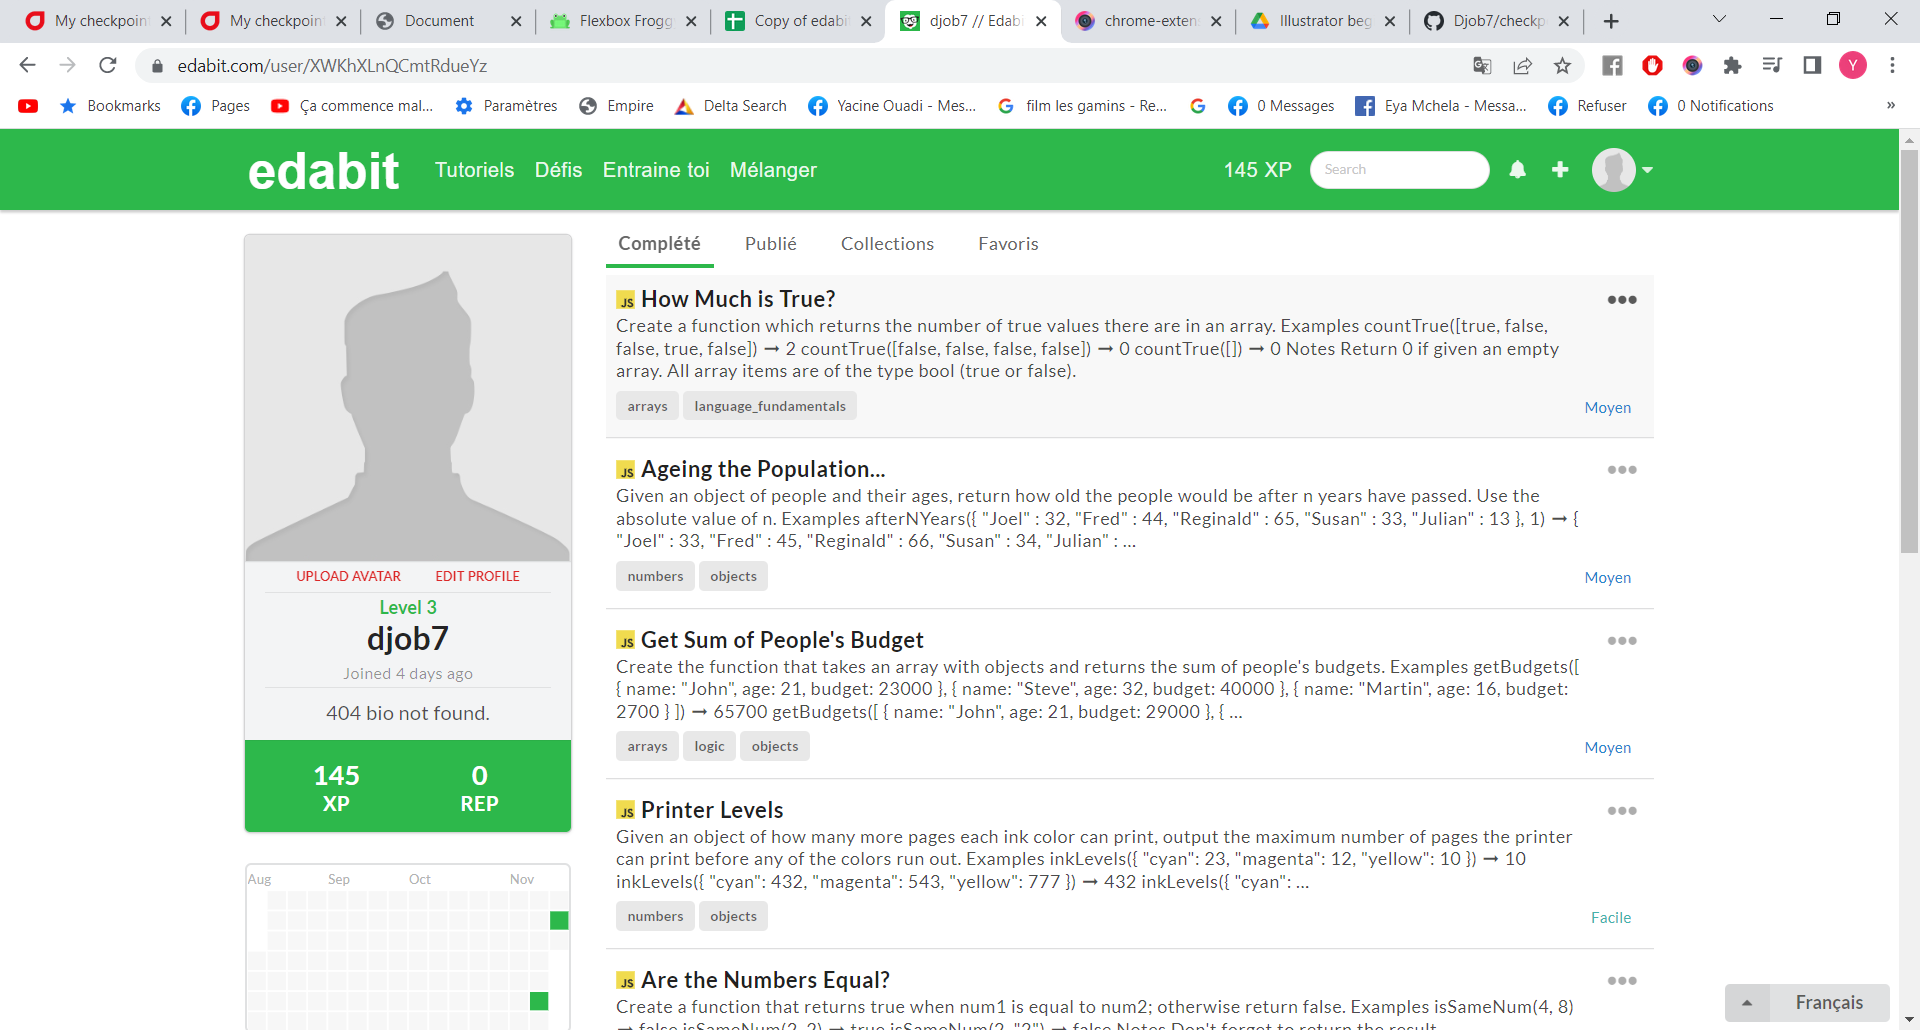 My checkpoin
My checkpoin
Document
Flexbox Frogg
Copy of edabi
djob7 // Edabi
chrome-exten
Illustrator beg
Djob7/checkp
edabit.com/user/XWKhXLnQCmtRdueYz
Y
Bookmarks
Pages
Ça commence mal...
Paramètres
Empire
Delta Search
Yacine Ouadi - Mes...
film les gamins - Re...
0 Messages
Eya Mchela - Messa...
Refuser
0 Notifications
»
edabit
Tutoriels
Défis
Entraine toi
Mélanger
145 XP
Search
UPLOAD AVATAR
EDIT PROFILE
Level 3
djob7
Joined 4 days ago
404 bio not found.
145
XP
0
REP
Aug
Sep
Oct
Nov
Complété
Publié
Collections
Favoris
JS How Much is True?
Create a function which returns the number of true values there are in an array. Examples countTrue([true, false,
false, true, false]) ➞ 2 countTrue([false, false, false, false]) ➞ 0 countTrue([]) ➞ 0 Notes Return 0 if given an empty
array. All array items are of the type bool (true or false).
arrays
language_fundamentals
Moyen
JS Ageing the Population...
Given an object of people and their ages, return how old the people would be after n years have passed. Use the
absolute value of n. Examples afterNYears({ "Joel" : 32, "Fred" : 44, "Reginald" : 65, "Susan" : 33, "Julian" : 13 }, 1) ➞ {
"Joel" : 33, "Fred" : 45, "Reginald" : 66, "Susan" : 34, "Julian" : ...
numbers
objects
Moyen
JS Get Sum of People's Budget
Create the function that takes an array with objects and returns the sum of people's budgets. Examples getBudgets([
{ name: "John", age: 21, budget: 23000 }, { name: "Steve", age: 32, budget: 40000 }, { name: "Martin", age: 16, budget:
2700 } ]) ➞ 65700 getBudgets([ { name: "John", age: 21, budget: 29000 }, { ...
arrays
logic
objects
Moyen
JS Printer Levels
Given an object of how many more pages each ink color can print, output the maximum number of pages the printer
can print before any of the colors run out. Examples inkLevels({ "cyan": 23, "magenta": 12, "yellow": 10 }) ➞ 10
inkLevels({ "cyan": 432, "magenta": 543, "yellow": 777 }) ➞ 432 inkLevels({ "cyan": ...
numbers
objects
Facile
JS Are the Numbers Equal?
Create a function that returns true when num1 is equal to num2; otherwise return false. Examples isSameNum(4, 8)
➞ false isSameNum(2, 2) ➞ true isSameNum(2, "2") ➞ false Notes Don't forget to return the result.
Français